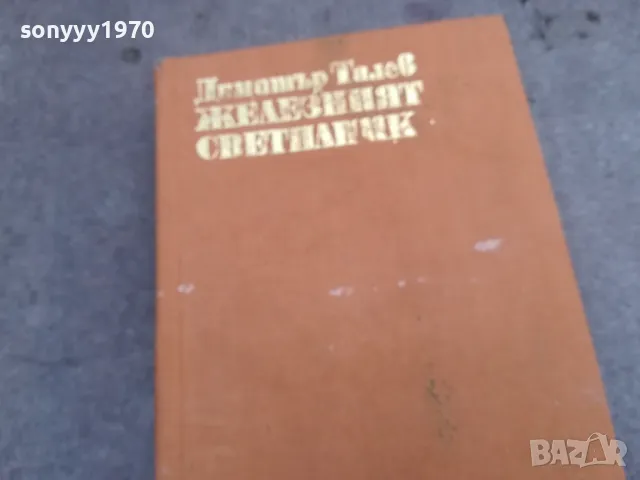 sonyyy1970
Димитър Талев
ЖЕЛЕЗНИЯТ
СВЕТИЛНИК
BAZAR